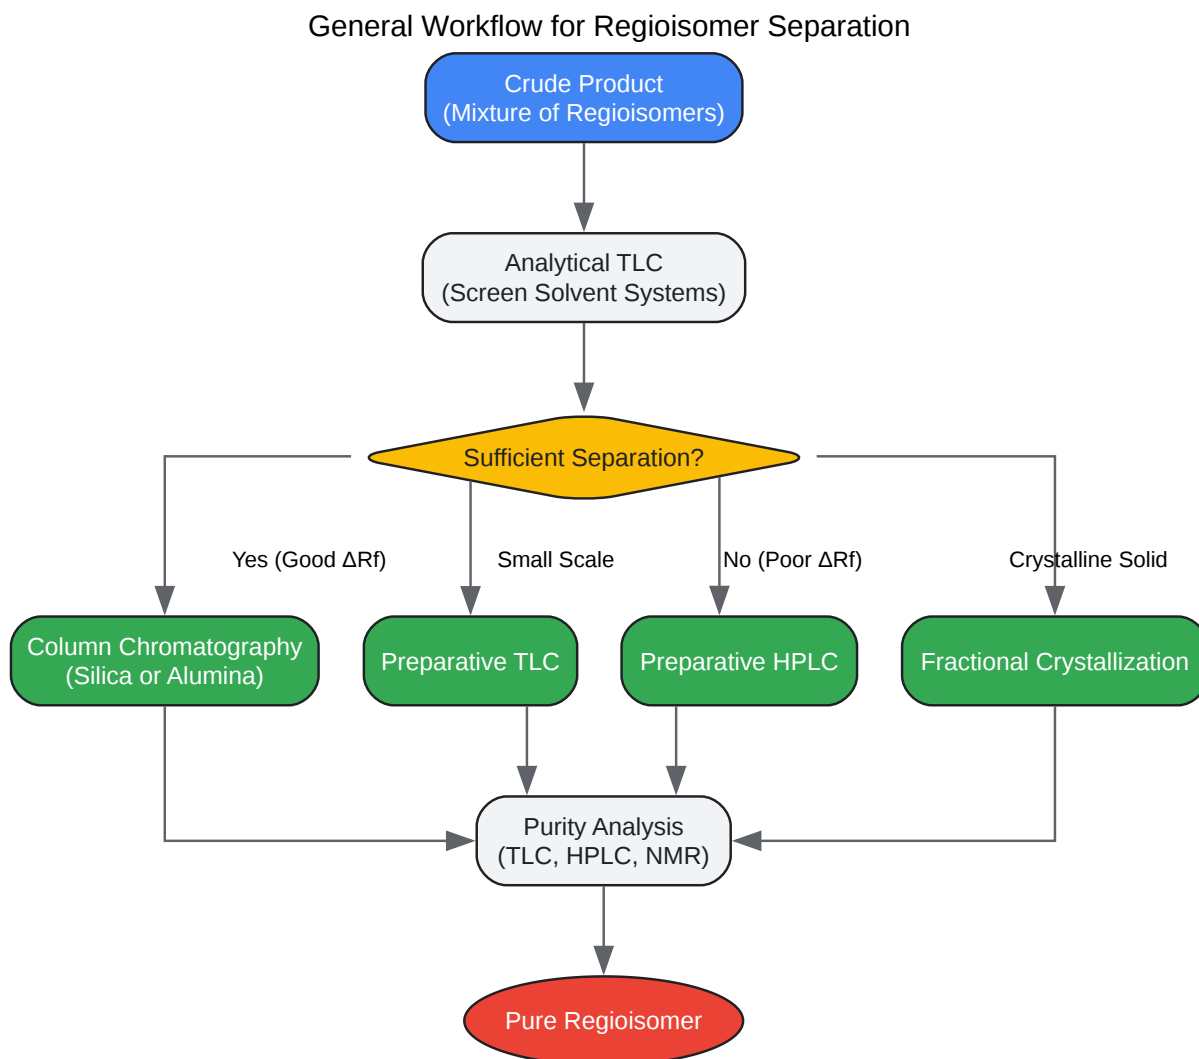 General Workflow for Regioisomer Separation
Crude Product
(Mixture of Regioisomers)
Analytical TLC
(Screen Solvent Systems)
Sufficient Separation?
Yes (Good ΔRf)
Small Scale
No (Poor ΔRf)
Crystalline Solid
Column Chromatography
(Silica or Alumina)
Preparative TLC
Preparative HPLC
Fractional Crystallization
Purity Analysis
(TLC, HPLC, NMR)
Pure Regioisomer